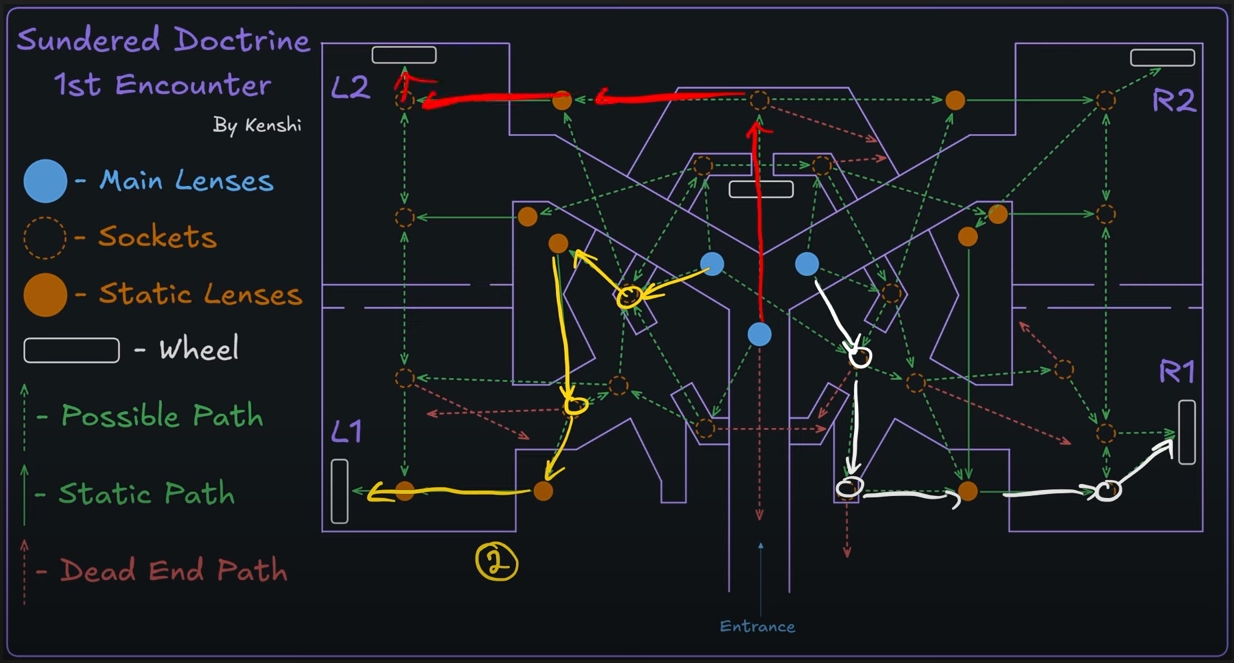 Sundered Doctrine
1st Encounter
By Kenshi
- Main Lenses
- Sockets
- Static Lenses
- Wheel
- Possible Path
- Static Path
- Dead End Path
L2
R2
R1
L1
2
Entrance